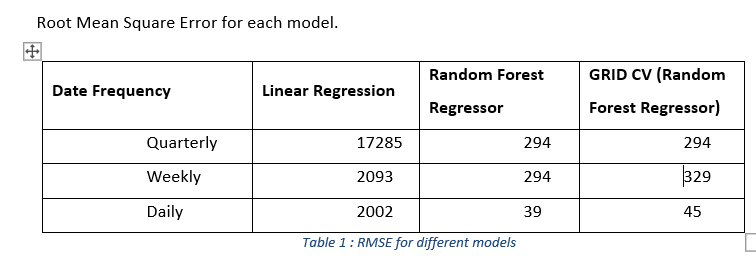 Root Mean Square Error for each model.
Date Frequency Linear Regression Random Forest Regressor GRID CV (Random Forest Regressor)
Quarterly 17285 294 294
Weekly 2093 294 329
Daily 2002 39 45
Table 1 : RMSE for different models